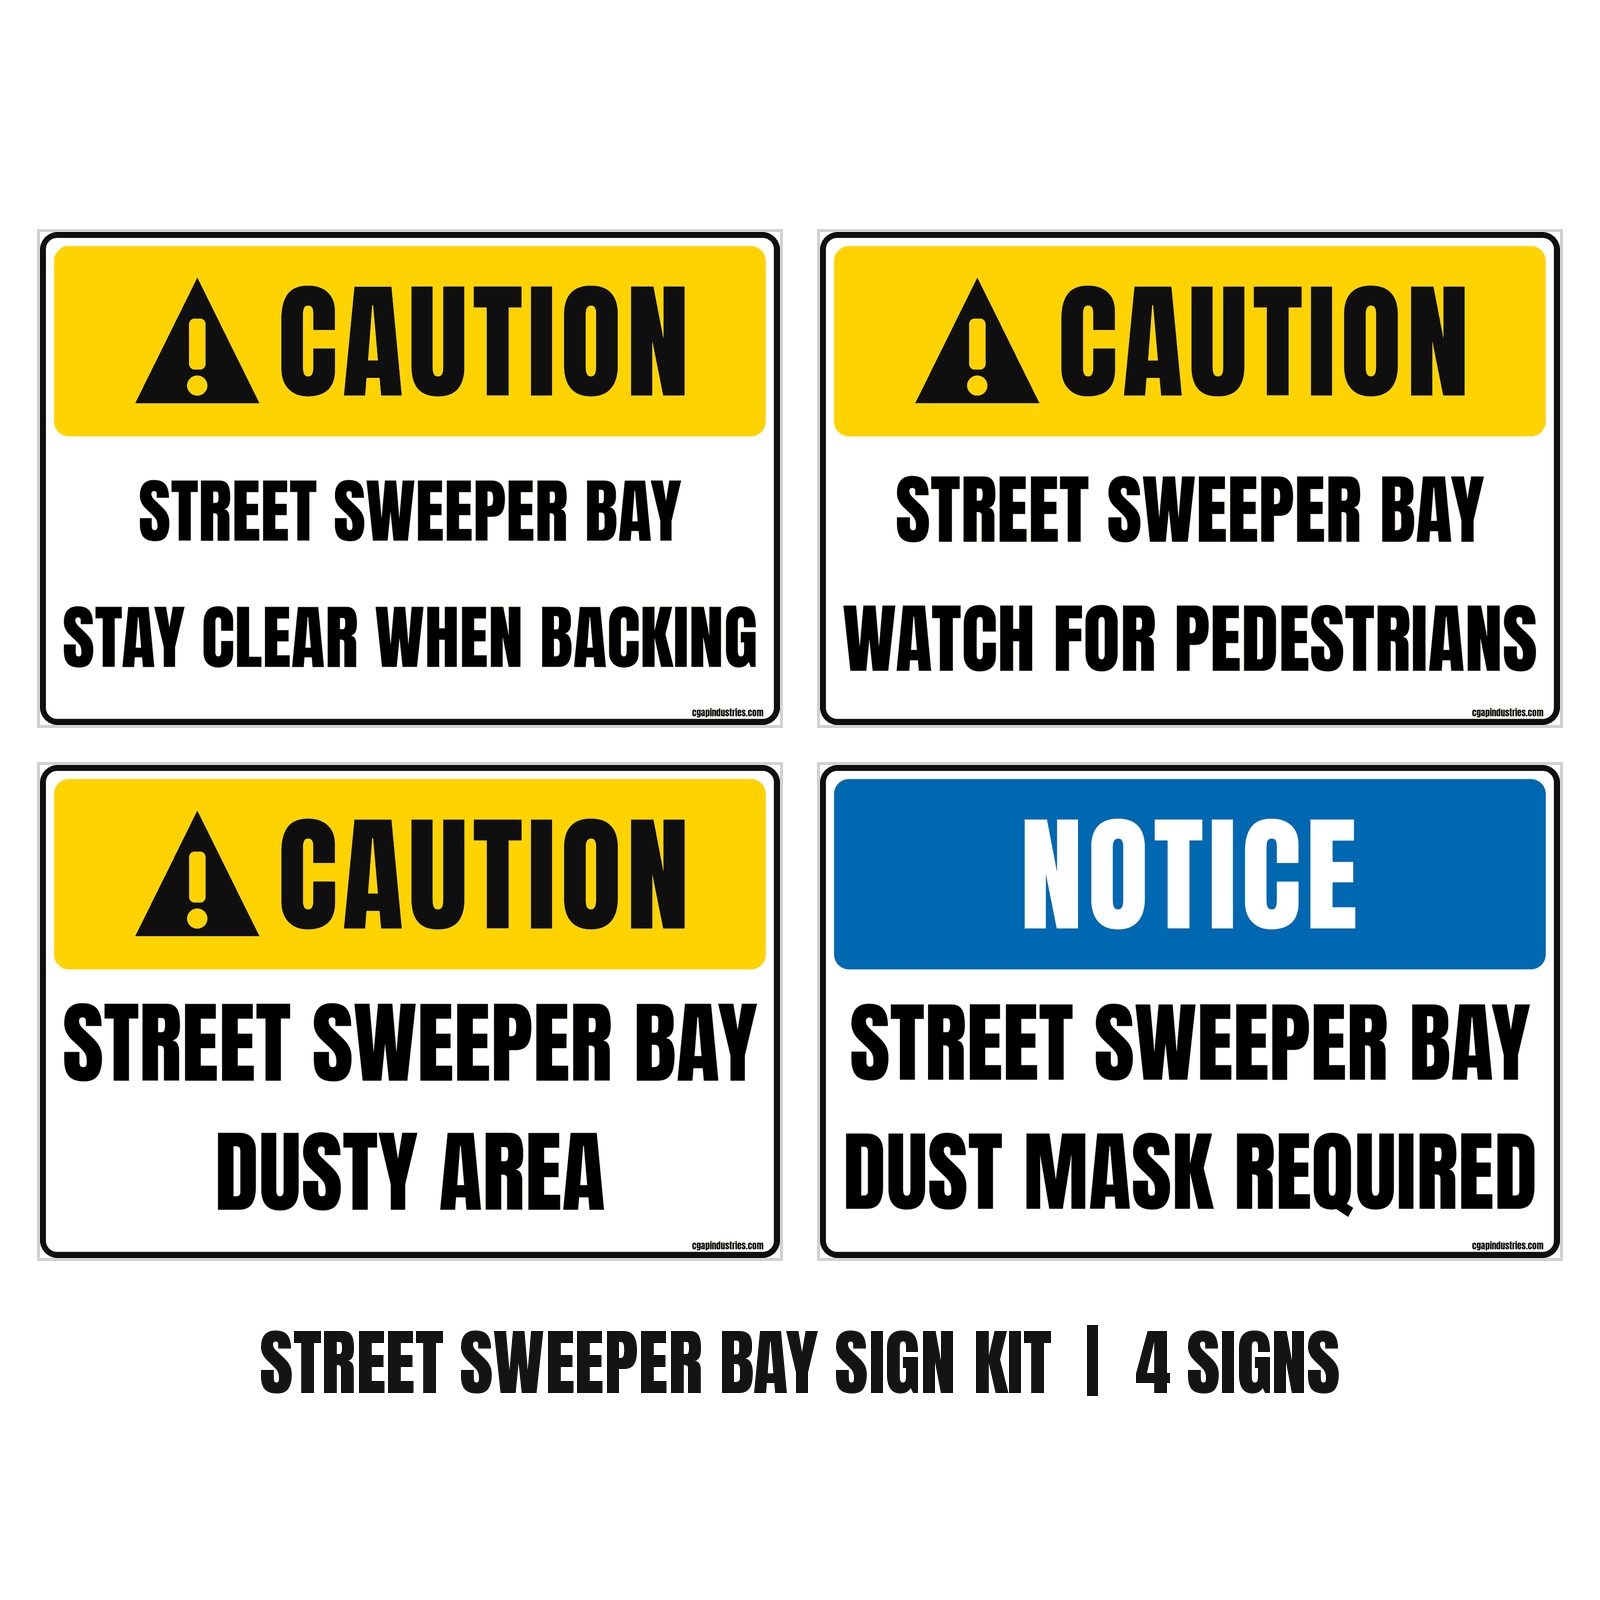 CAUTION
STREET SWEEPER BAY
STAY CLEAR WHEN BACKING
cgapindustries.com
CAUTION
STREET SWEEPER BAY
WATCH FOR PEDESTRIANS
cgapindustries.com
CAUTION
STREET SWEEPER BAY
DUSTY AREA
cgapindustries.com
NOTICE
STREET SWEEPER BAY
DUST MASK REQUIRED
cgapindustries.com
STREET SWEEPER BAY SIGN KIT | 4 SIGNS